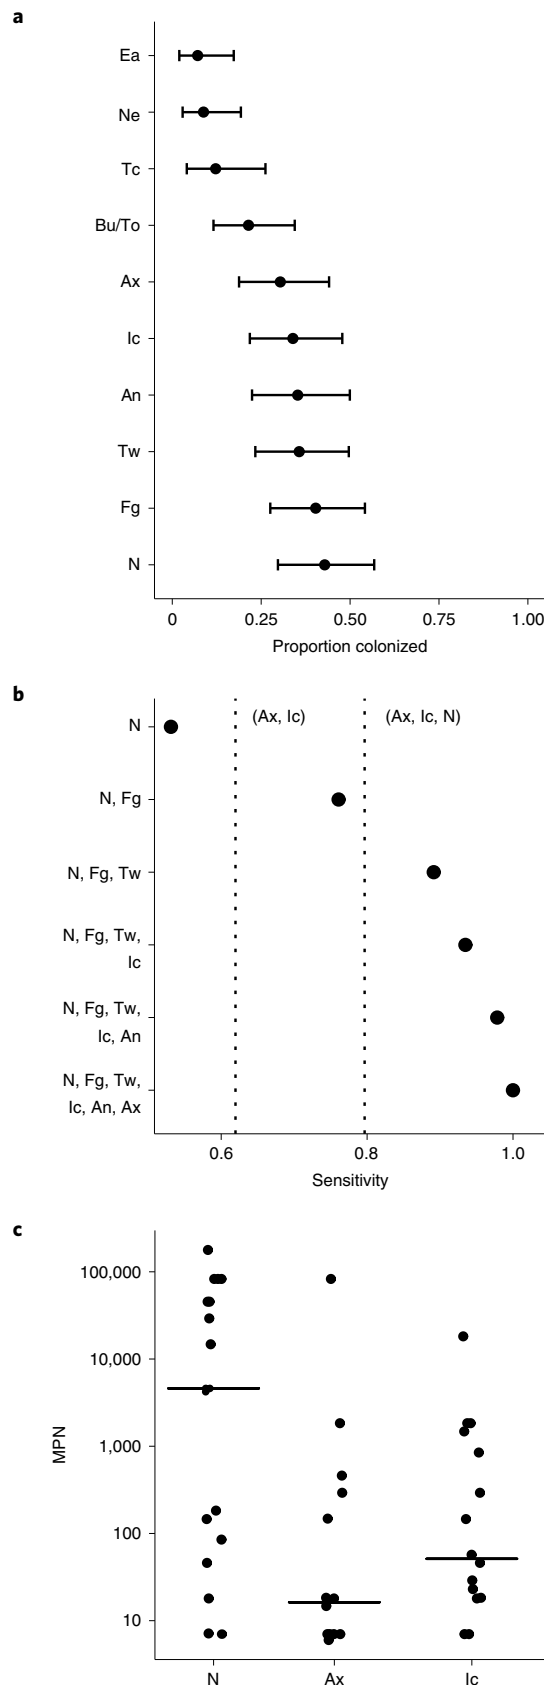 a
Ea
Ne
Tc
Bu/To
Ax
Ic
An
Tw
Fg
N
0 0.25 0.50 0.75 1.00
Proportion colonized
b
(Ax, Ic) (Ax, Ic, N)
N
N, Fg
N, Fg, Tw
N, Fg, Tw,
Ic
N, Fg, Tw,
Ic, An
N, Fg, Tw,
Ic, An, Ax
0.6 0.8 1.0
Sensitivity
c
100,000
10,000
1,000
100
10
MPN
N Ax Ic